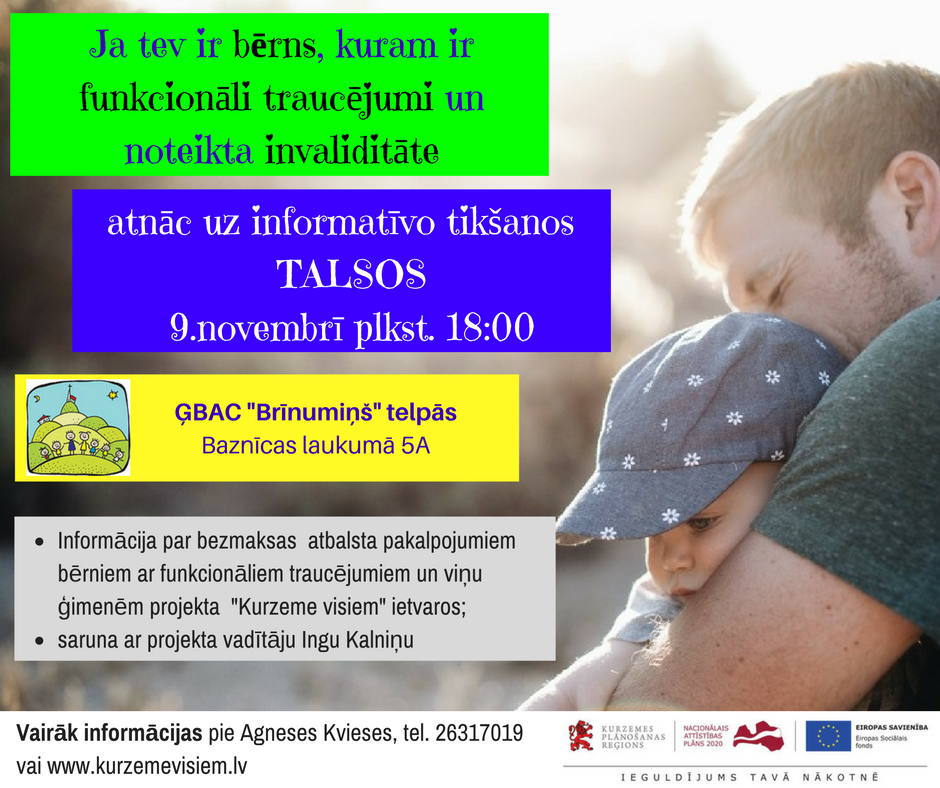 Ja tev ir bērns, kuram ir
funkcionāli traucējumi un
noteikta invaliditāte
atnāc uz informatīvo tikšanos
TALSOS
9.novembrī plkst. 18:00
ĢBAC "Brīnumiņš" telpās
Baznīcas laukumā 5A
• Informācija par bezmaksas atbalsta pakalpojumiem
bērniem ar funkcionāliem traucējumiem un viņu
ģimenēm projekta "Kurzeme visiem" ietvaros;
• saruna ar projekta vadītāju Ingu Kalniņu
Vairāk informācijas pie Agneses Kvieses, tel. 26317019
vai www.kurzemevisiem.lv
KURZEMES
PLĀNOŠANAS
REĢIONS
NACIONĀLAIS
ATTĪSTĪBAS
PLĀNS 2020
EIROPAS SAVIENĪBA
Eiropas Sociālais
fonds
IEGULDĪJUMS TAVĀ NĀKOTNĒ